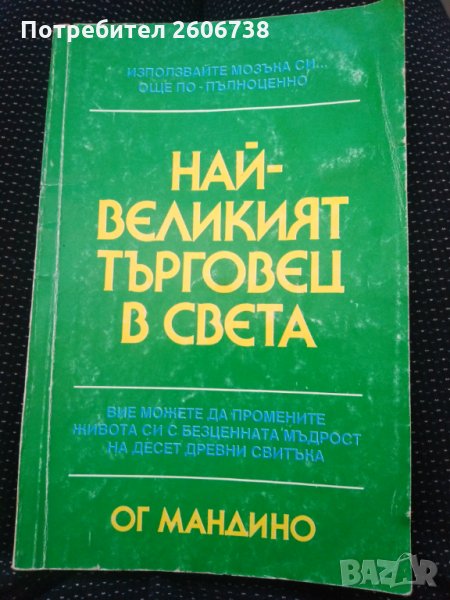 Потребител 2606738
ИЗПОЛЗВАЙТЕ МОЗЪКА СИ...
ОЩЕ ПО - ПЪЛНОЦЕННО
НАЙ-
ВЕЛИКИЯТ
ТЪРГОВЕЦ
В СВЕТА
ВИЕ МОЖЕТЕ ДА ПРОМЕНИТЕ
ЖИВОТА СИ С БЕЗЦЕННАТА МЪДРОСТ
НА ДЕСЕТ ДРЕВНИ СВИТЪКА
ОГ МАНДИНО
BAZAR